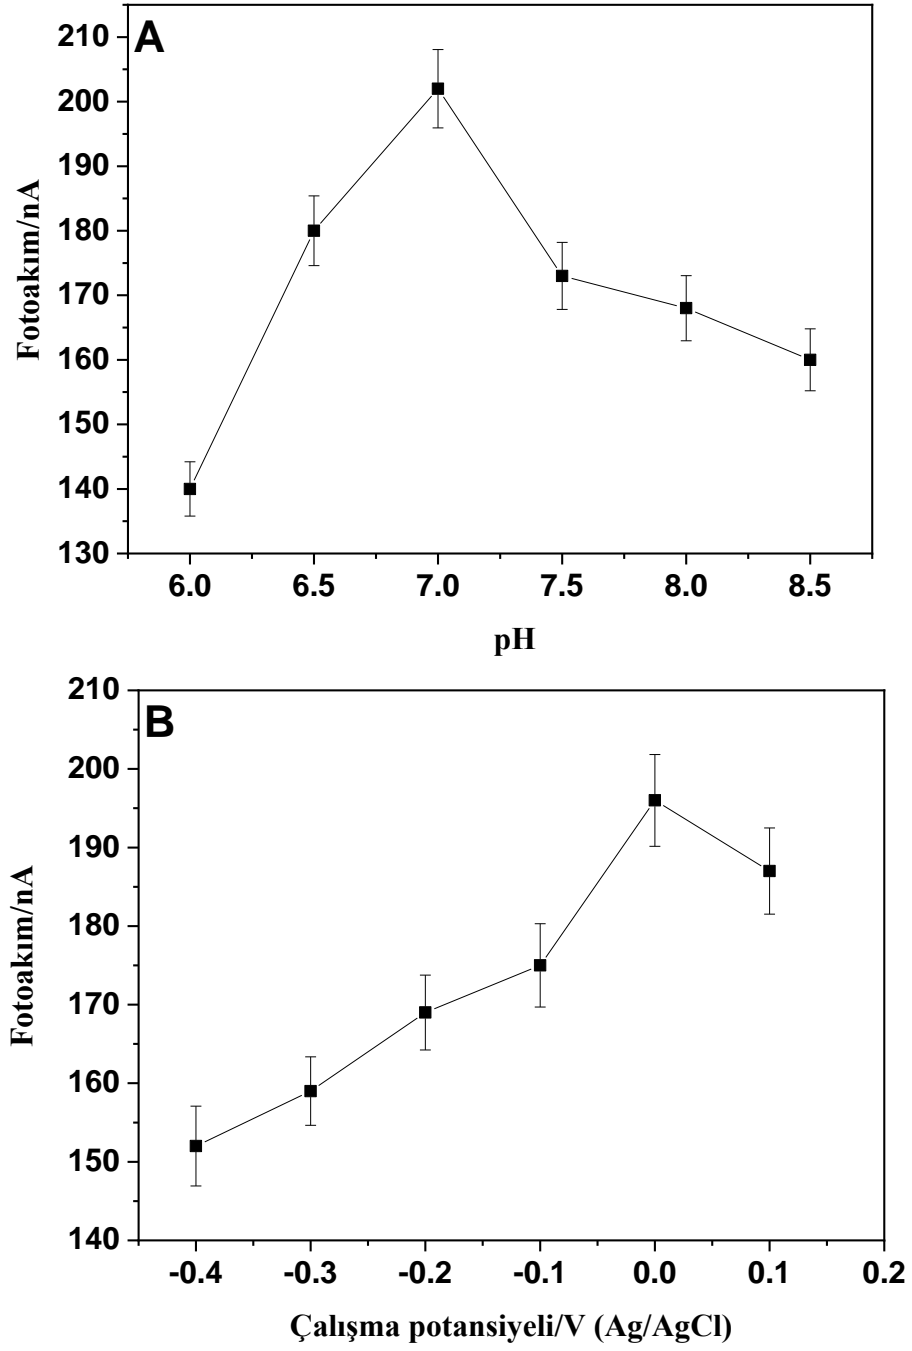 A
210
200
190
180
170
160
150
140
130
Fotoakım/nA
6.0 6.5 7.0 7.5 8.0 8.5
pH
B
210
200
190
180
170
160
150
140
Fotoakım/nA
-0.4 -0.3 -0.2 -0.1 0.0 0.1 0.2
Çalışma potansiyeli/V (Ag/AgCl)